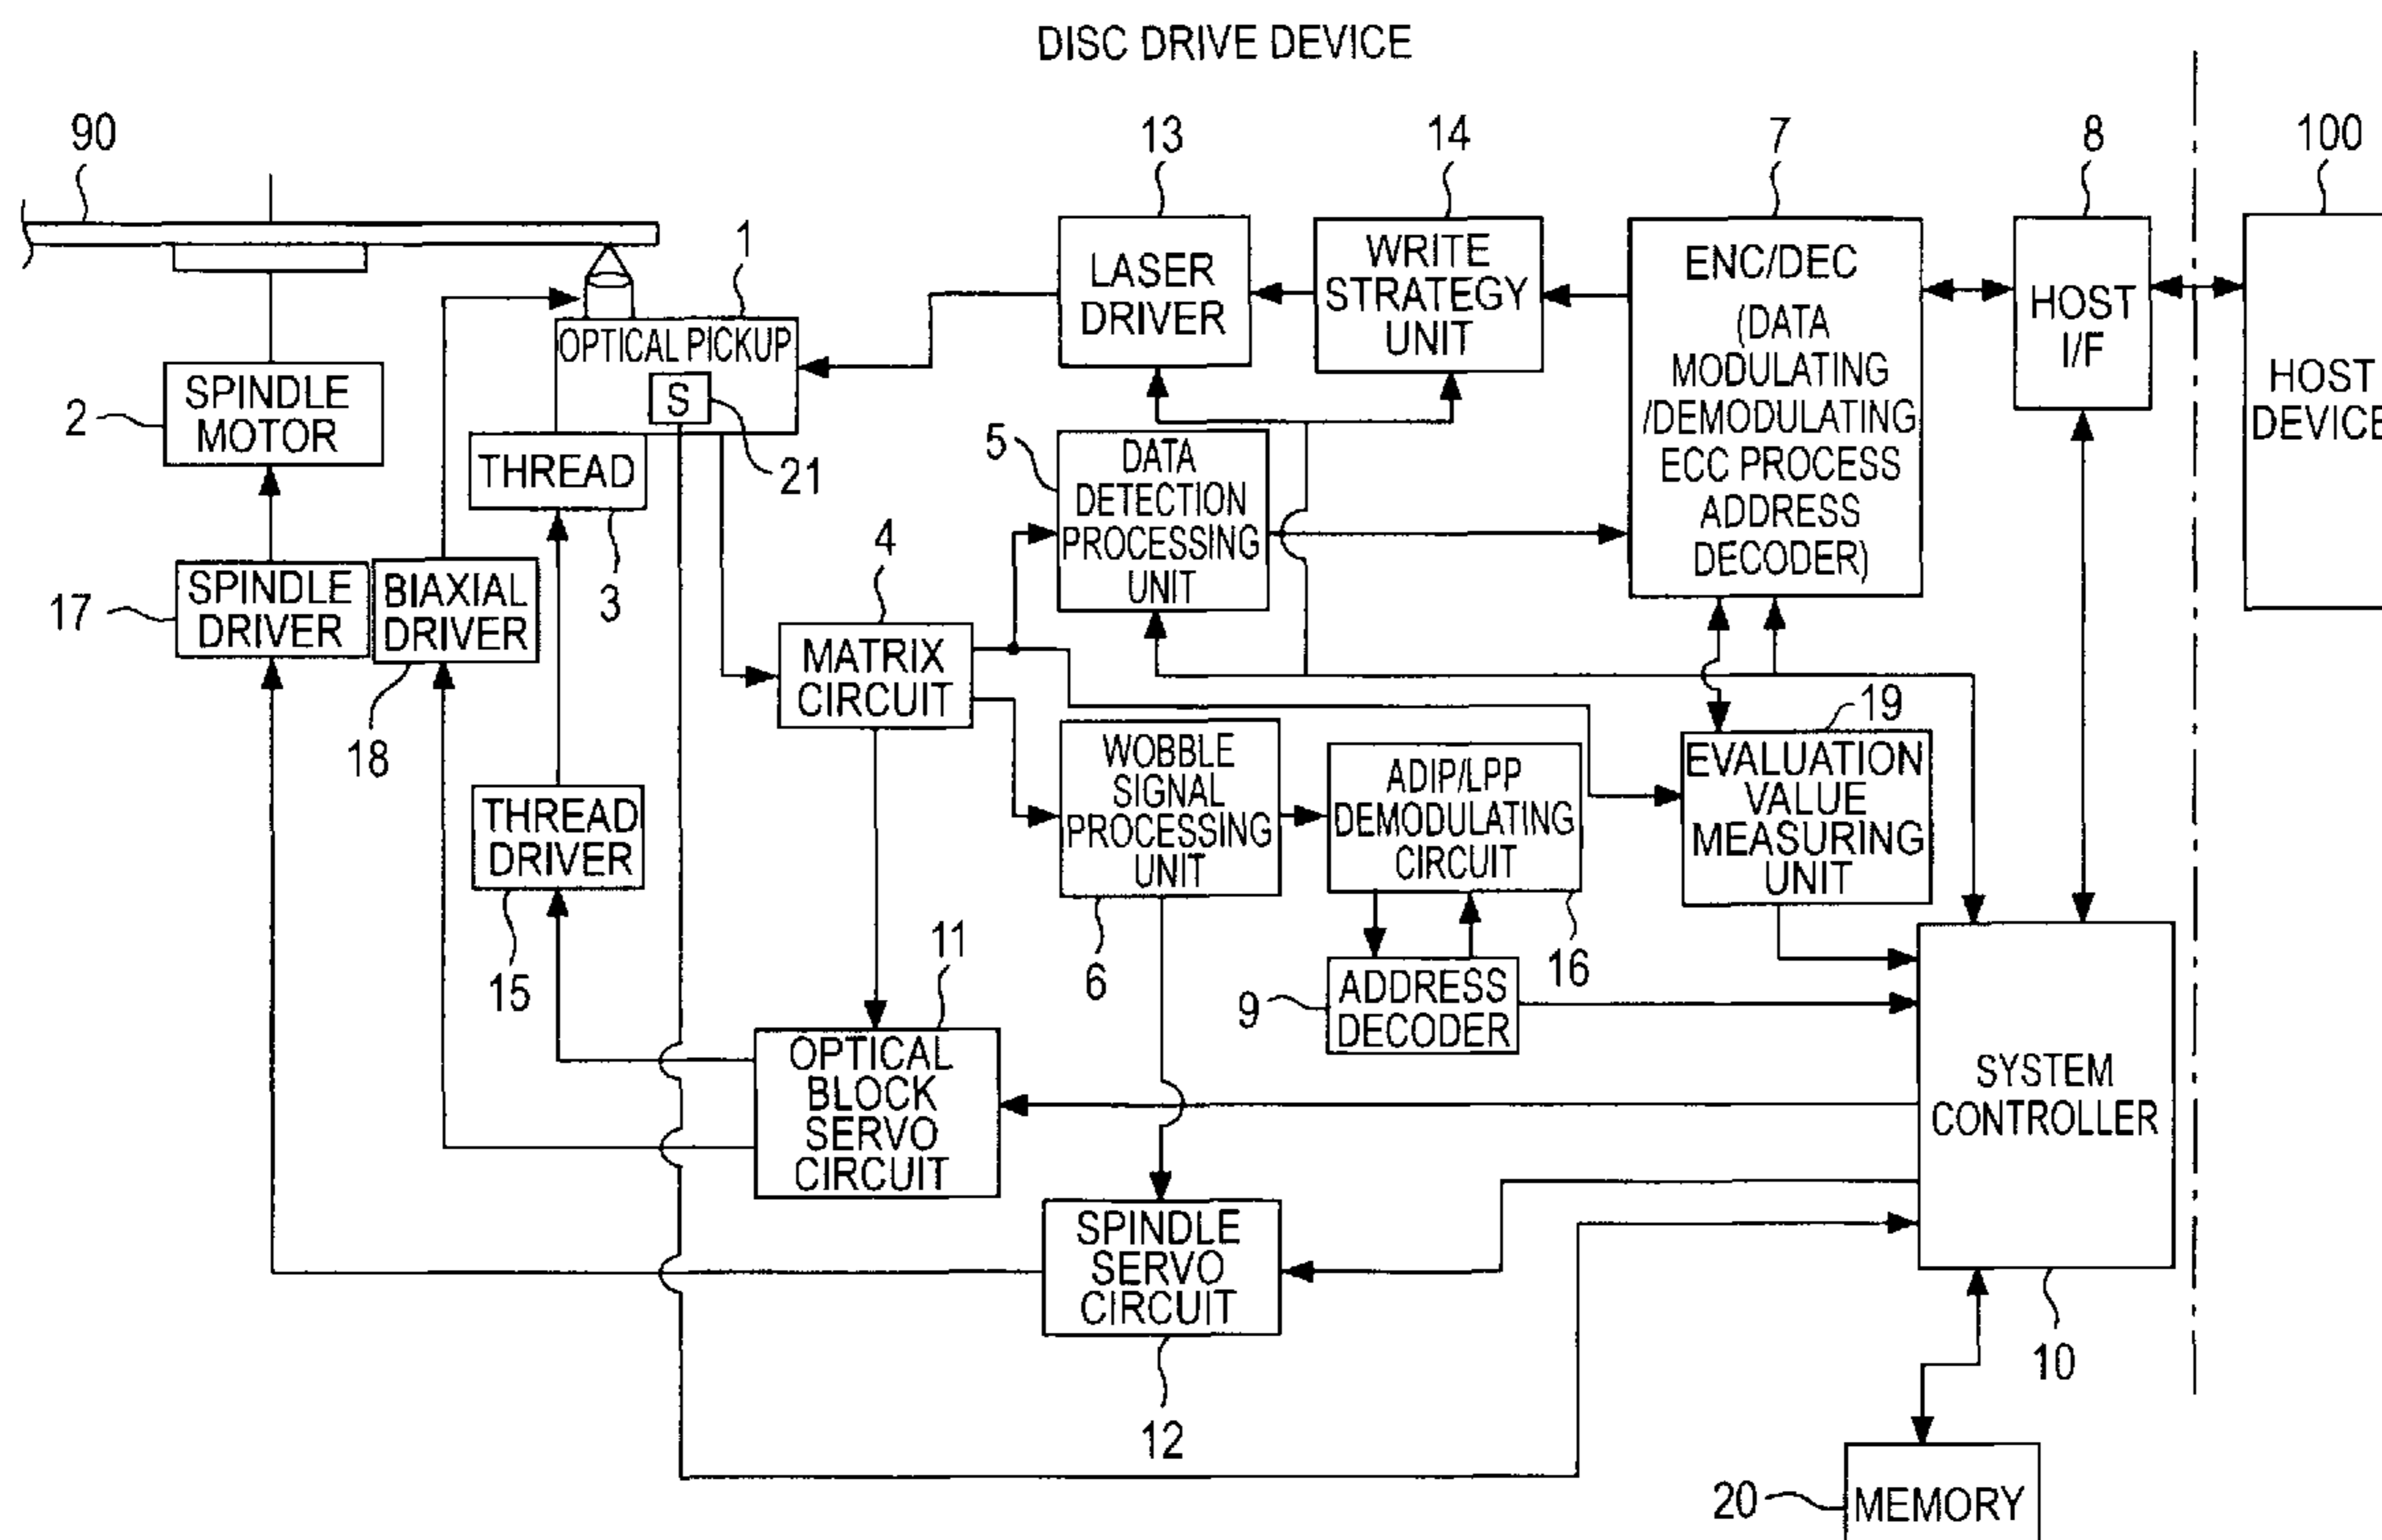 DISC DRIVE DEVICE
90
13
14
7
8
100
1
LASER
DRIVER
WRITE
STRATEGY
UNIT
ENC/DEC
(DATA
MODULATING
/DEMODULATING
ECC PROCESS
ADDRESS
DECODER)
HOST
I/F
HOST
DEVICE
OPTICAL PICKUP
S
21
2
SPINDLE
MOTOR
THREAD
3
5
DATA
DETECTION
PROCESSING
UNIT
17
SPINDLE
DRIVER
BIAXIAL
DRIVER
18
4
MATRIX
CIRCUIT
19
EVALUATION
VALUE
MEASURING
UNIT
WOBBLE
SIGNAL
PROCESSING
UNIT
6
ADIP/LPP
DEMODULATING
CIRCUIT
16
THREAD
DRIVER
15
11
OPTICAL
BLOCK
SERVO
CIRCUIT
9
ADDRESS
DECODER
SYSTEM
CONTROLLER
10
SPINDLE
SERVO
CIRCUIT
12
20
MEMORY